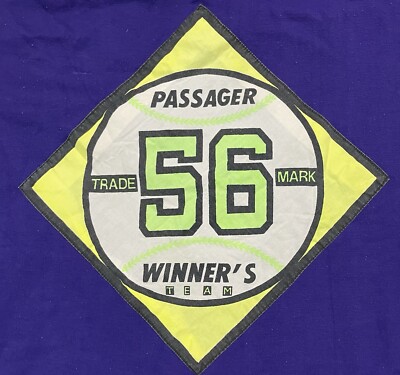 PASSAGER
56
TRADE MARK
WINNER'S
TEAM